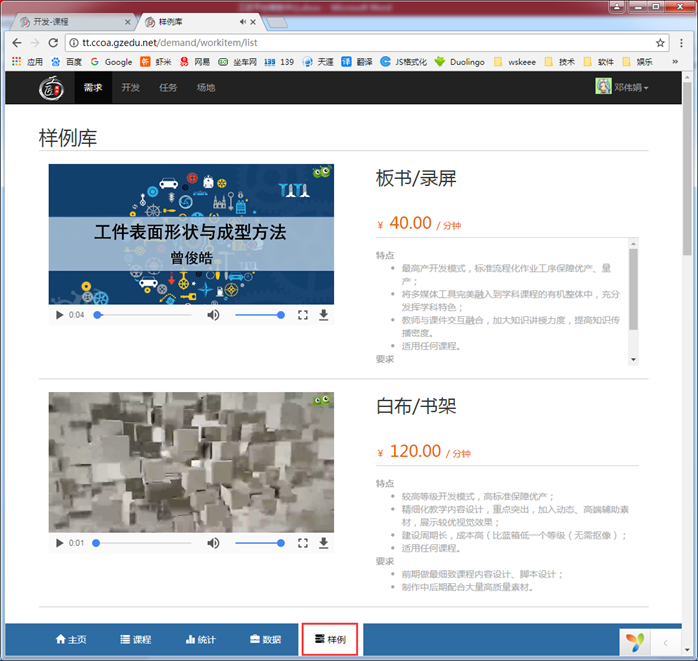 开发-课程
样例库
tt.ccoa.gzedu.net/demand/workitem/list
应用 百度 Google 虾米 网易 坐车网 139 天涯 翻译 JS格式化 Duolingo wskeee 技术 软件 娱乐 »
需求 开发 任务 场地 邓伟娟
样例库
工件表面形状与成型方法
曾俊皓
0:04
板书/录屏
¥ 40.00 / 分钟
特点
最高产开发模式，标准流程化作业工序保障优产、量
产；
将多媒体工具完美融入到学科课程的有机整体中，充分
发挥学科特色；
教师与课件交互融合，加大知识讲授力度，提高知识传
播密度。
适用任何课程。
要求
0:01
白布/书架
¥ 120.00 / 分钟
特点
较高等级开发模式，高标准保障优产；
精细化教学内容设计，重点突出，加入动态、高端辅助素
材，展示较优视觉效果；
建设周期长，成本高（比蓝箱低一个等级（无需抠像）；
适用任何课程。
要求
前期做最细致课程内容设计、脚本设计；
制作中后期配合大量高质量素材。
主页 课程 统计 数据 样例